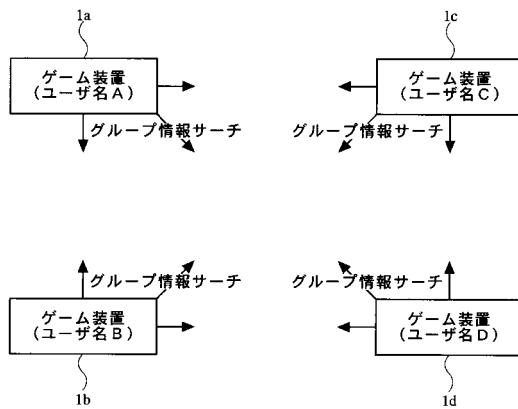 1a
1c
ゲーム装置
(ユーザ名A)
ゲーム装置
(ユーザ名C)
グループ情報サーチ
グループ情報サーチ
グループ情報サーチ
グループ情報サーチ
ゲーム装置
(ユーザ名B)
ゲーム装置
(ユーザ名D)
1b
1d